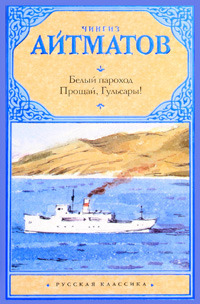 ЧИНГИЗ
АЙТМАТОВ
Белый пароход
Прощай, Гульсары!
РУССКАЯ КЛАССИКА